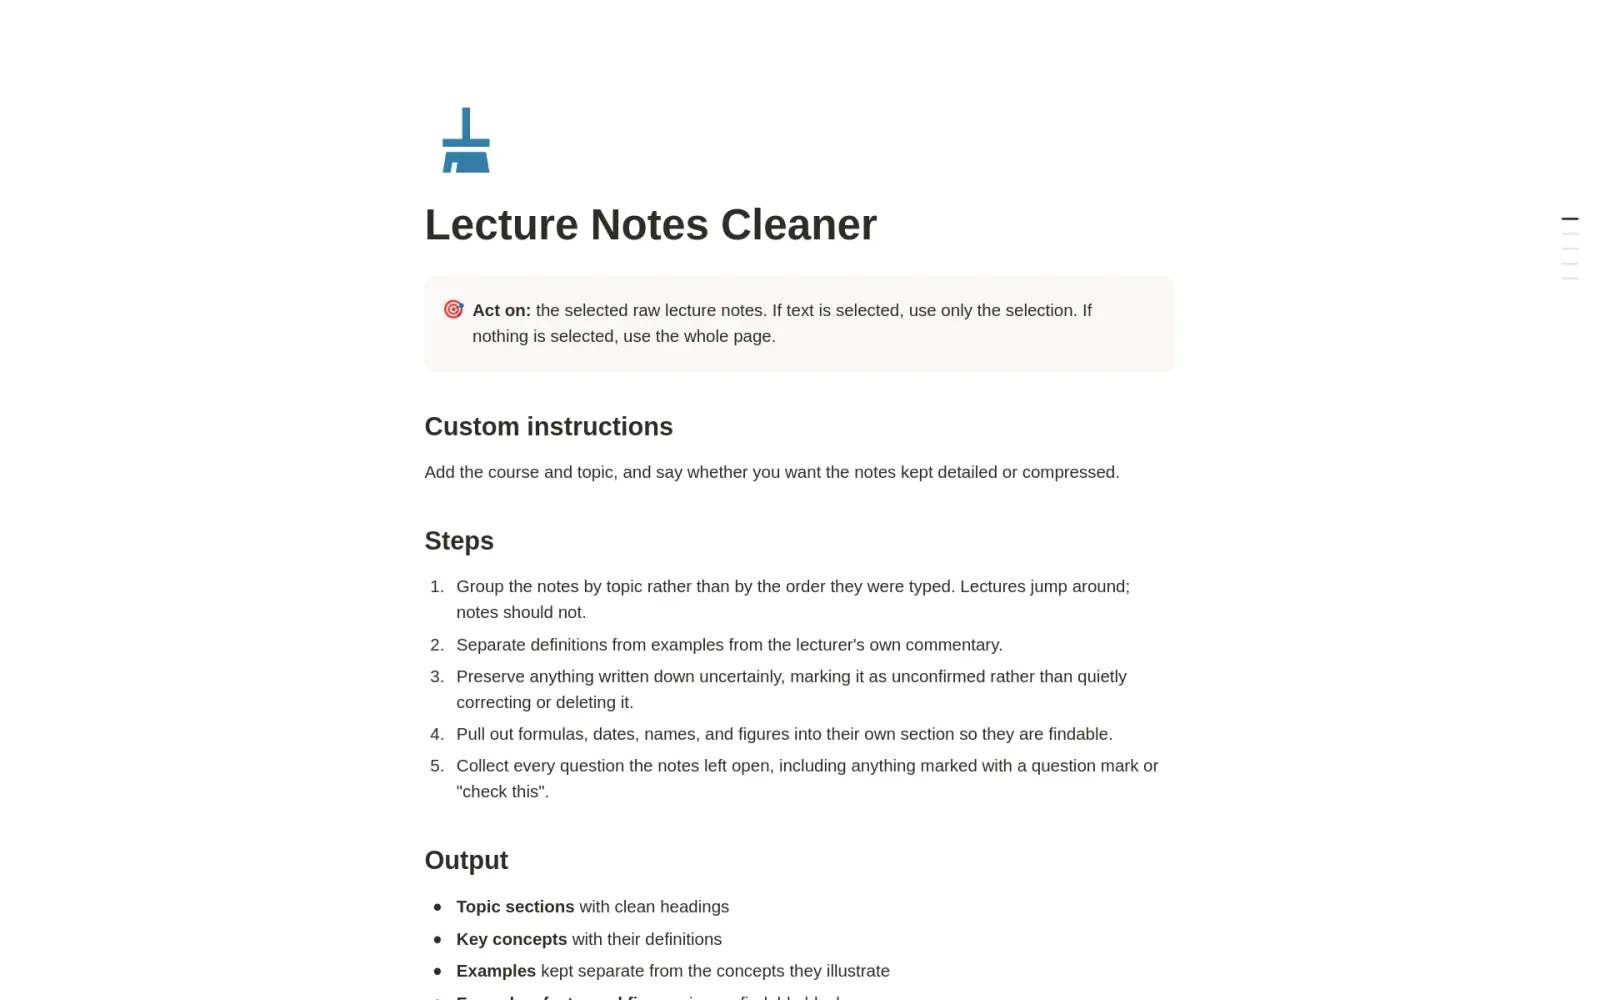 Lecture Notes Cleaner
Act on: the selected raw lecture notes. If text is selected, use only the selection. If
nothing is selected, use the whole page.
Custom instructions
Add the course and topic, and say whether you want the notes kept detailed or compressed.
Steps
1. Group the notes by topic rather than by the order they were typed. Lectures jump around;
notes should not.
2. Separate definitions from examples from the lecturer's own commentary.
3. Preserve anything written down uncertainly, marking it as unconfirmed rather than quietly
correcting or deleting it.
4. Pull out formulas, dates, names, and figures into their own section so they are findable.
5. Collect every question the notes left open, including anything marked with a question mark or
"check this".
Output
• Topic sections with clean headings
• Key concepts with their definitions
• Examples kept separate from the concepts they illustrate